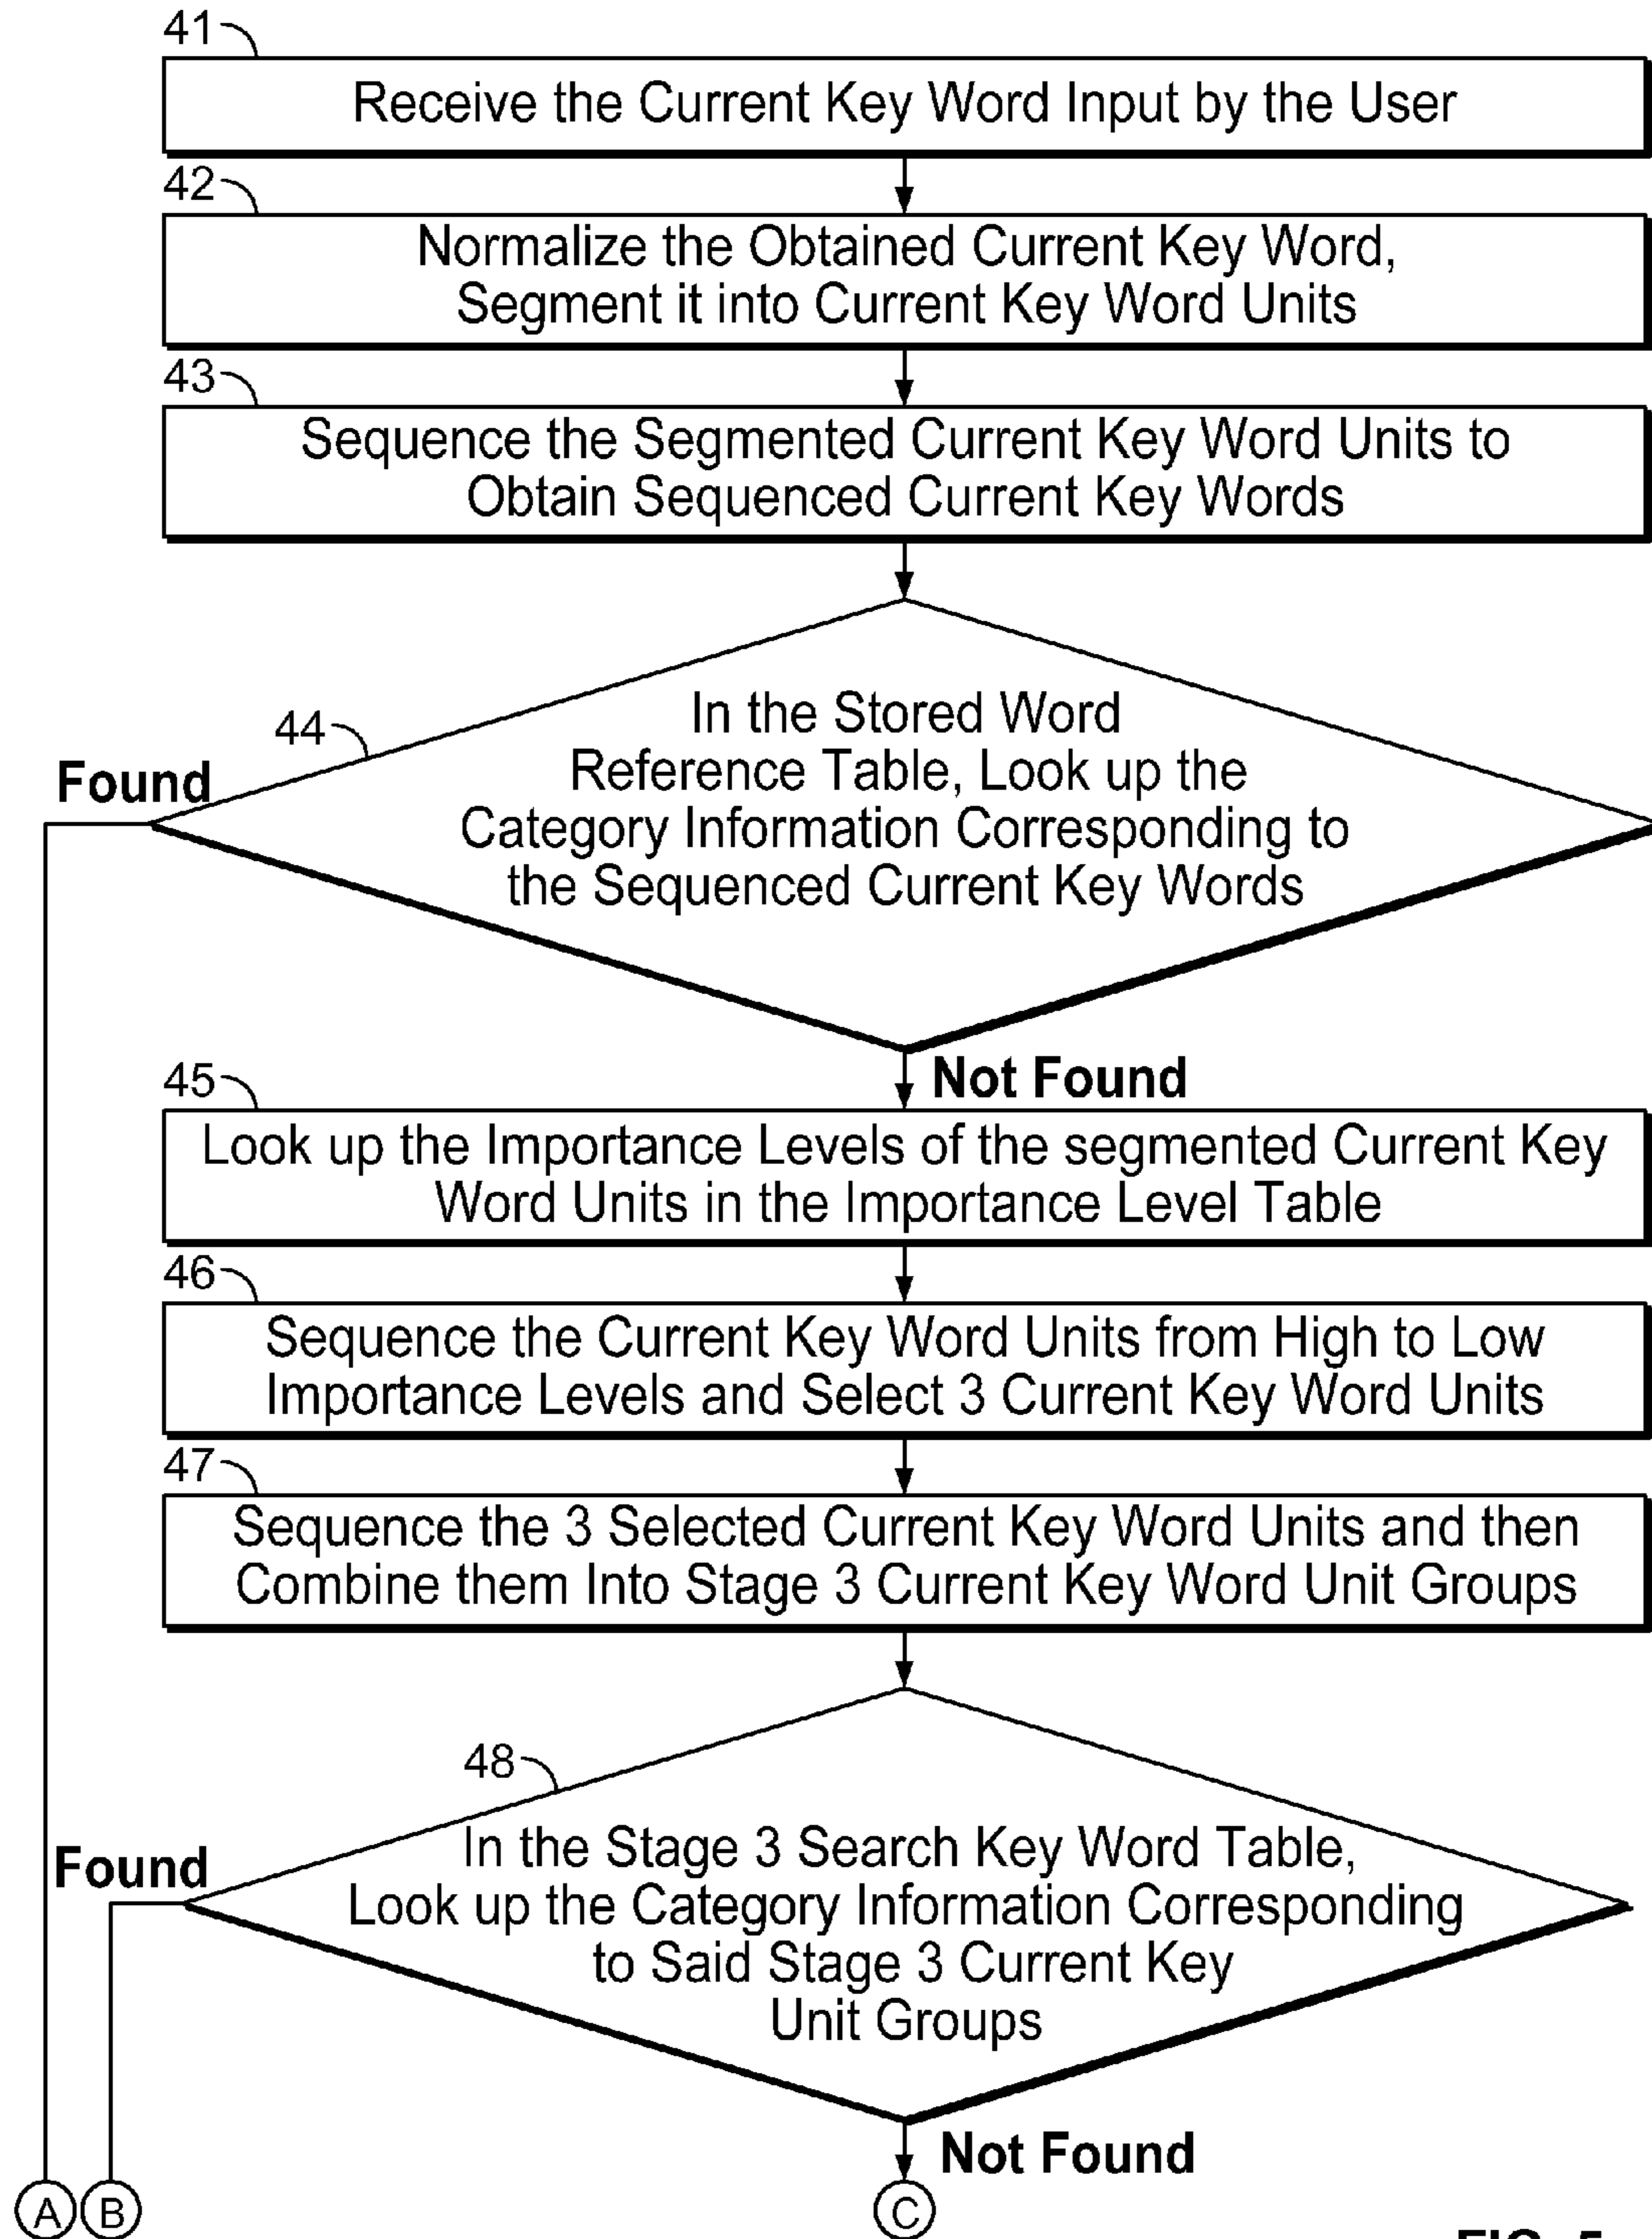 41
Receive the Current Key Word Input by the User
42
Normalize the Obtained Current Key Word,
Segment it into Current Key Word Units
43
Sequence the Segmented Current Key Word Units to
Obtain Sequenced Current Key Words
44
In the Stored Word
Reference Table, Look up the
Category Information Corresponding to
the Sequenced Current Key Words
Found
Not Found
45
Look up the Importance Levels of the segmented Current Key
Word Units in the Importance Level Table
46
Sequence the Current Key Word Units from High to Low
Importance Levels and Select 3 Current Key Word Units
47
Sequence the 3 Selected Current Key Word Units and then
Combine them Into Stage 3 Current Key Word Unit Groups
48
In the Stage 3 Search Key Word Table,
Look up the Category Information Corresponding
to Said Stage 3 Current Key
Unit Groups
Found
Not Found
A B C